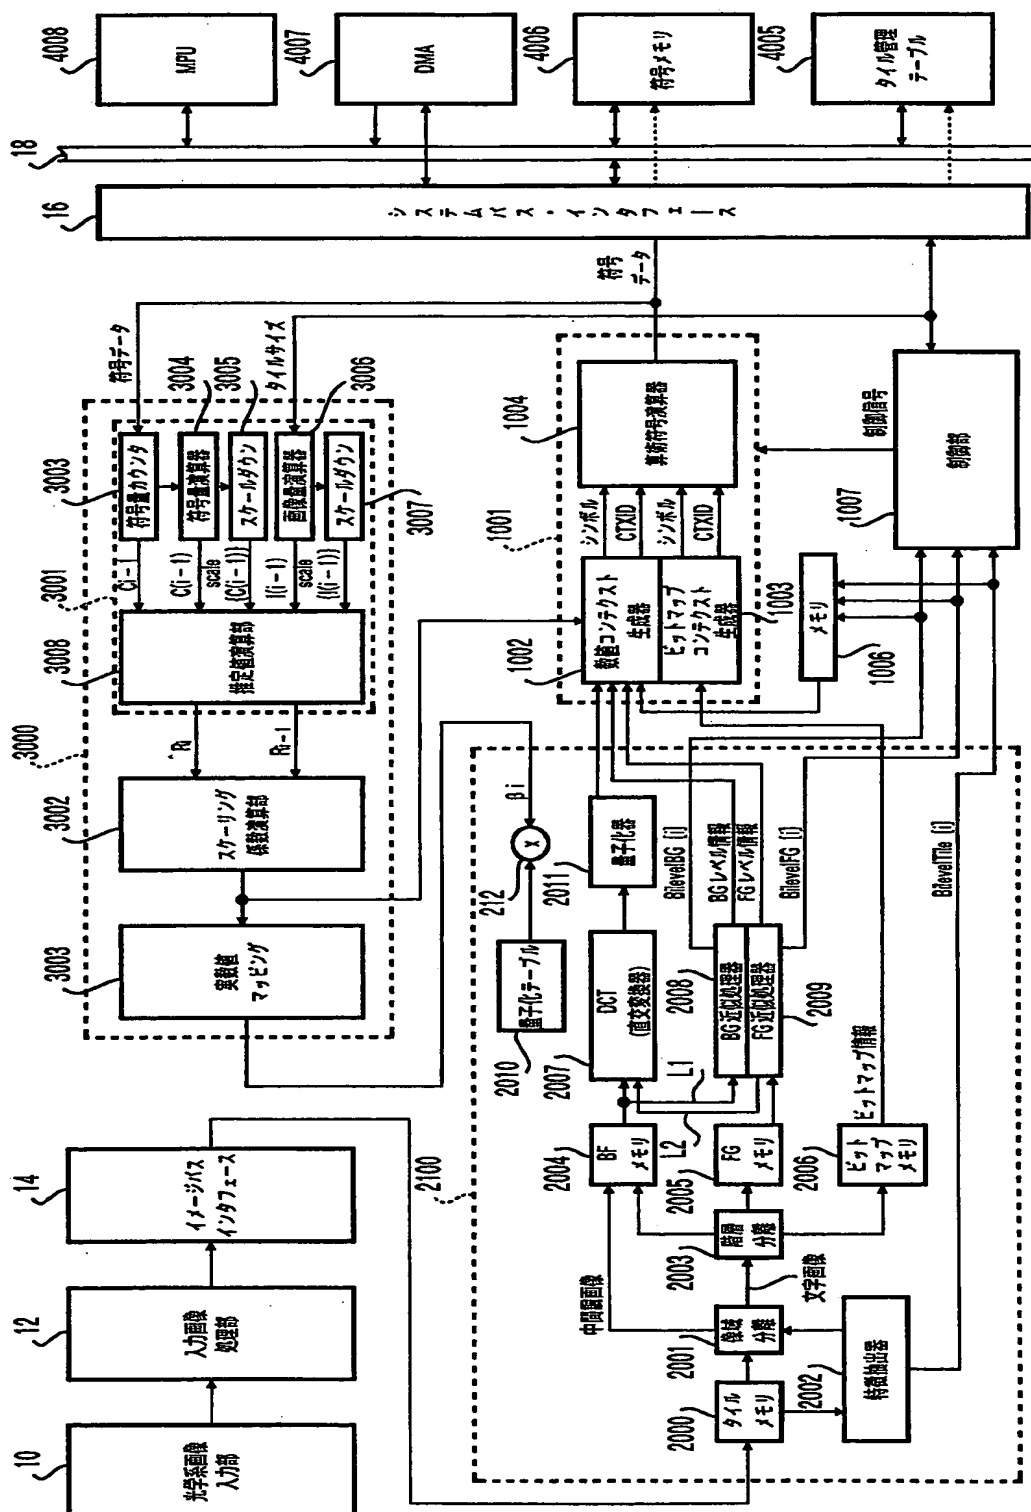 10
光学系画像
入力部
12
入力画像
処理部
14
イメージバス
インタフェース
3000
3003
実数値
マッピング
3002
スケーリング
係数演算部
3001
3008
推定値演算部
^Ri
Ri-1
3003
符号量カウンタ
3004
符号量演算器
3005
スケールダウン
3006
画像量演算器
3007
スケールダウン
Ci-1
C(i-1)
scale
{C(i-1)}
I(i-1)
scale
{I(i-1)}
符号データ
タイルサイズ
16
システムバス・インタフェース
18
4008
MPU
4007
DMA
4006
符号メモリ
4005
タイル管理
テーブル
符号
データ
2100
2000
タイル
メモリ
2001
像域
分離
2002
特徴抽出器
中間調画像
文字画像
2003
階層
分離
2004
BF
メモリ
2005
FG
メモリ
2006
ビット
マップ
メモリ
L1
L2
2007
DCT
(直交変換器)
2008
BG近似処理器
2009
FG近似処理器
2010
量子化テーブル
212
×
βi
2011
量子化器
BilevelBG [i]
BGレベル情報
FGレベル情報
BilevelFG [i]
ビットマップ情報
BilevelTile [i]
1001
1002
数値コンテクスト
生成器
1003
ビットマップ
コンテクスト
生成器
シンボル
CTXID
シンボル
CTXID
1004
算術符号演算器
1006
メモリ
1007
制御部
制御信号